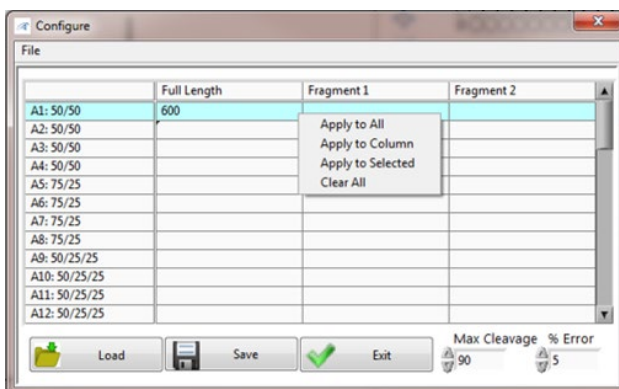 Configure
File
Full Length Fragment 1 Fragment 2
A1: 50/50 600
A2: 50/50
A3: 50/50
A4: 50/50
A5: 75/25
A6: 75/25
A7: 75/25
A8: 75/25
A9: 50/25/25
A10: 50/25/25
A11: 50/25/25
A12: 50/25/25
Apply to All
Apply to Column
Apply to Selected
Clear All
Max Cleavage % Error
Load Save Exit 90 5